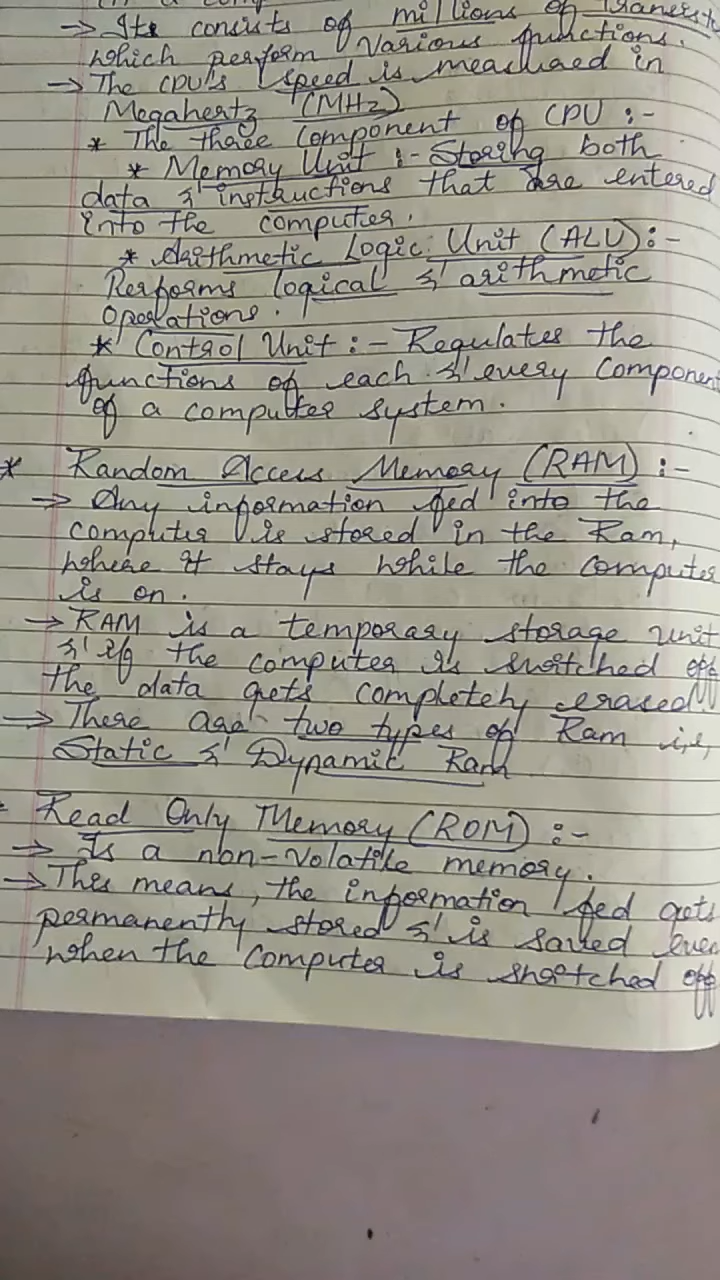 → Its consists of millions of
which perform various functions.
→ The CPU's speed is measured in
Megahertz (MHz)
* The three component of CPU :-
* Memory Unit :- Storing both
data & instructions that are entered
into the computer.
* Arithmetic Logic Unit (ALU) :-
Performs logical & arithmetic
Operations.
* Control Unit :- Regulates the
functions of each & every Component
of a computer system.
* Random Access Memory (RAM) :-
→ Any information fed into the
computer is stored in the Ram,
where it stays while the Computer
is on.
→ RAM is a temporary storage unit
& if the computer is switched off
the data gets completely erased.
→ There are two types of Ram i,e,
Static & Dynamic Ram
Read Only Memory (ROM) :-
→ Is a non-volatile memory.
→ This means, the information fed gets
permanently stored & is saved even
when the Computer is switched off